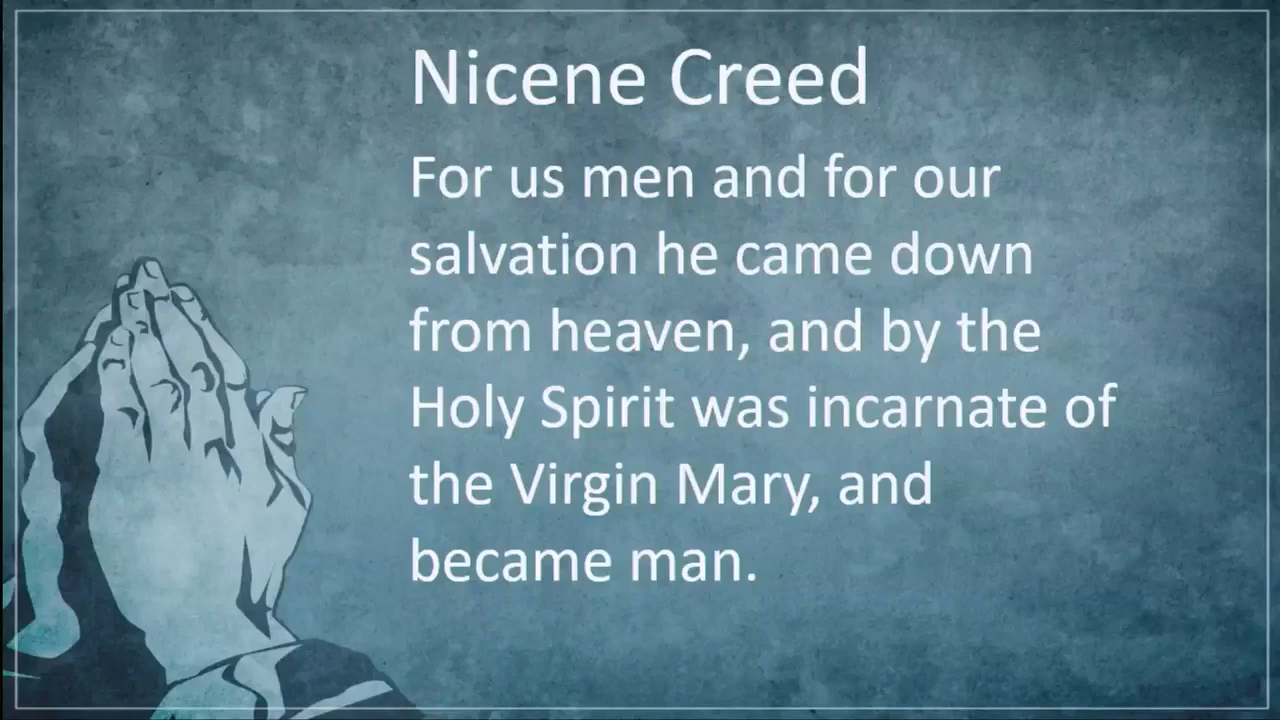 Nicene Creed
For us men and for our
salvation he came down
from heaven, and by the
Holy Spirit was incarnate of
the Virgin Mary, and
became man.